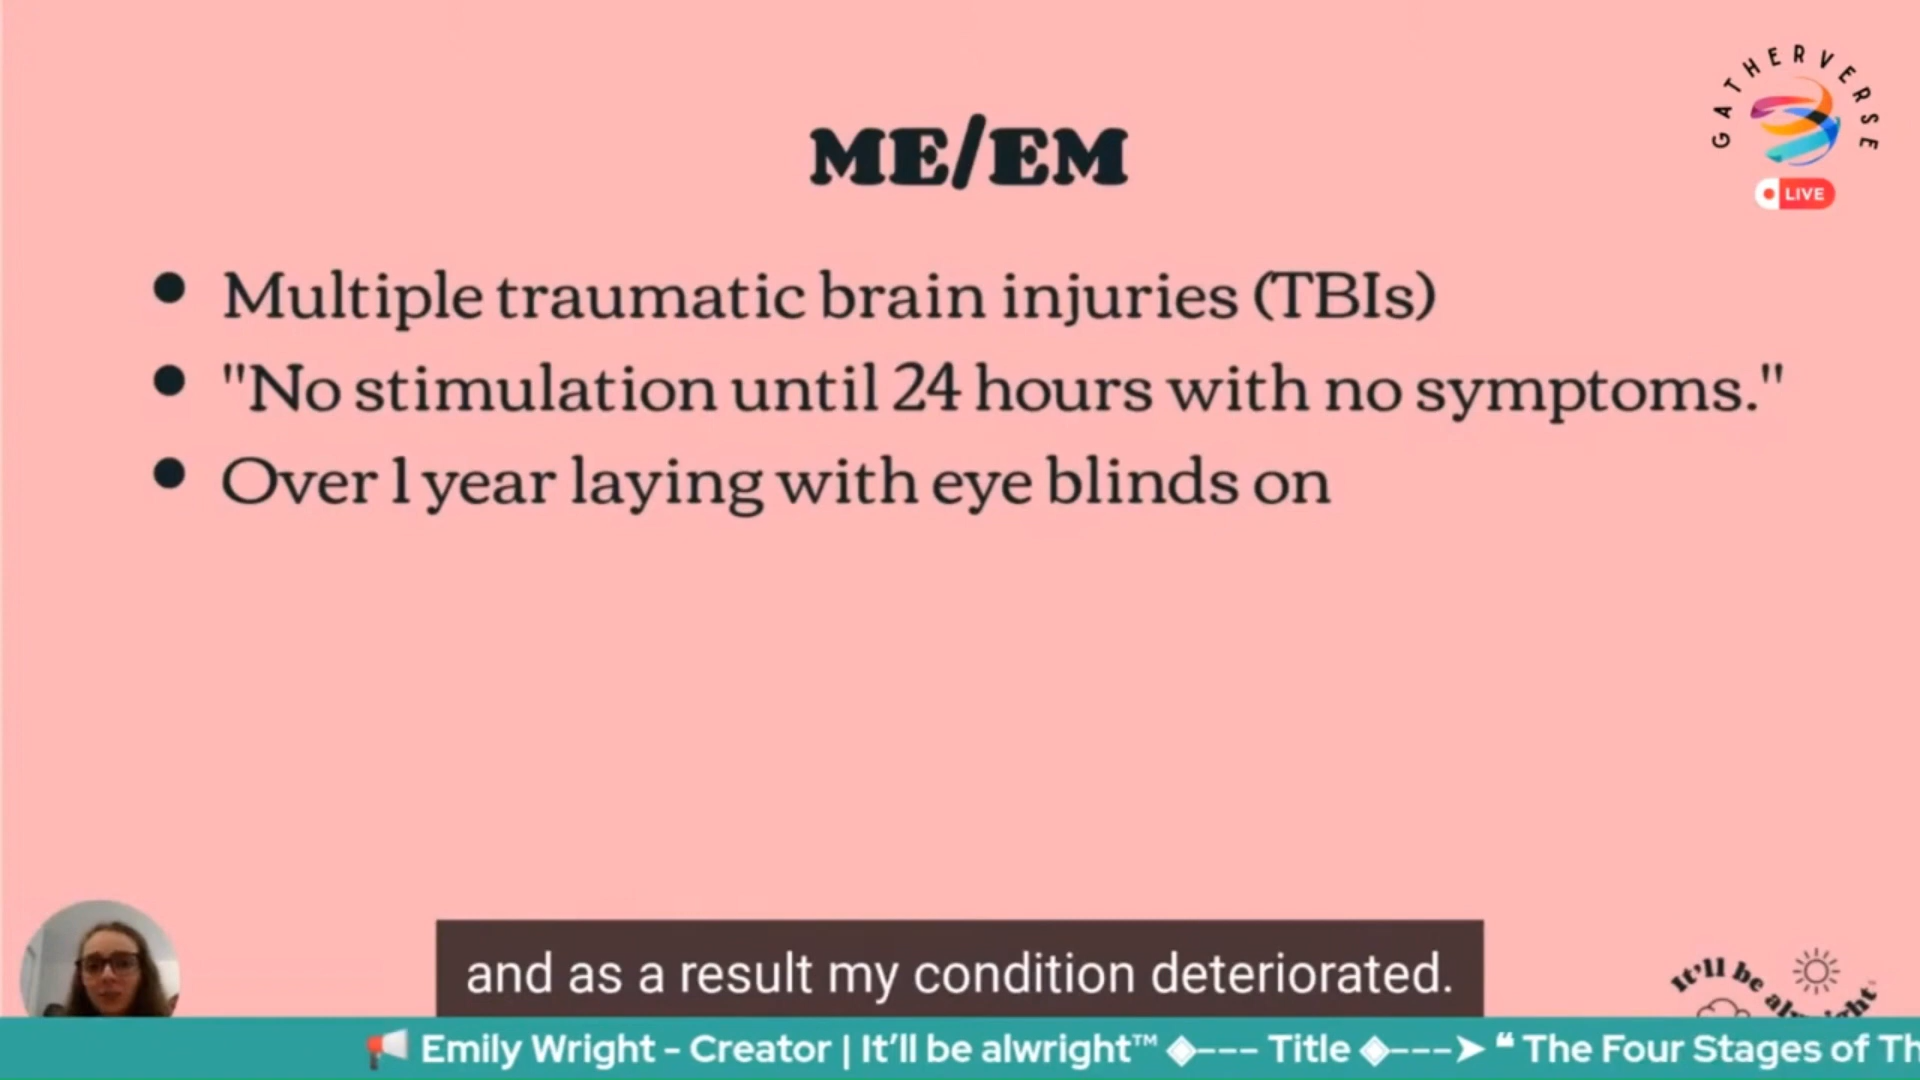 GATHERVERSE
LIVE
ME/EM
• Multiple traumatic brain injuries (TBIs)
• "No stimulation until 24 hours with no symptoms."
• Over 1 year laying with eye blinds on
and as a result my condition deteriorated.
It'll be alwright
Emily Wright - Creator | It'll be alwright™ ◈--- Title ◈---➤ ❝ The Four Stages of Th